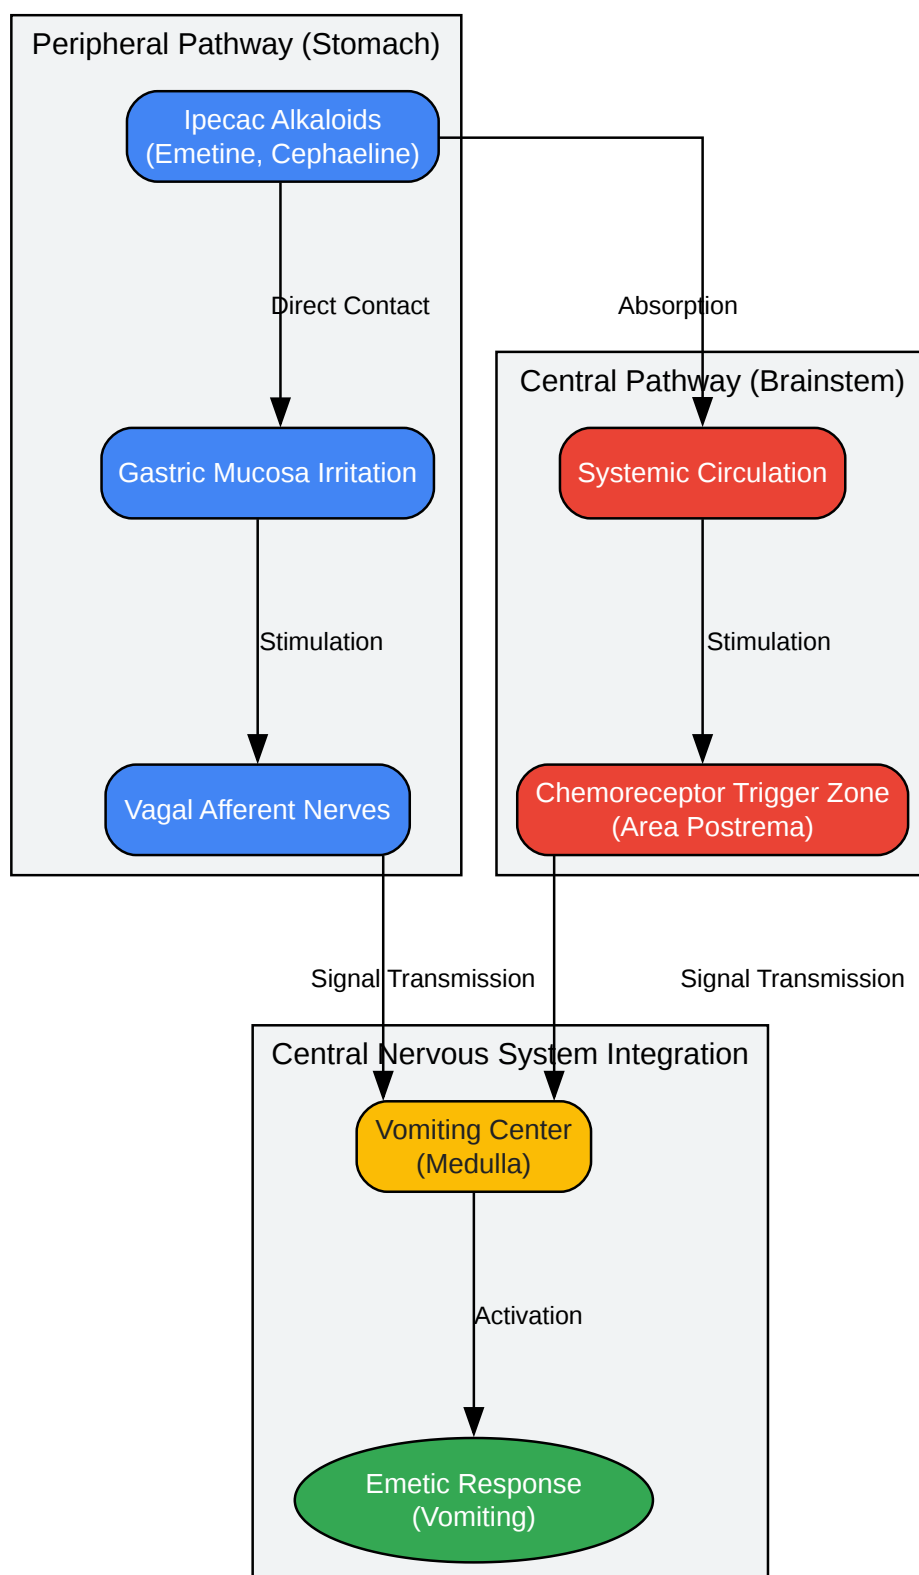 Peripheral Pathway (Stomach)
Ipecac Alkaloids
(Emetine, Cephaeline)
Direct Contact
Absorption
Central Pathway (Brainstem)
Gastric Mucosa Irritation
Systemic Circulation
Stimulation
Stimulation
Vagal Afferent Nerves
Chemoreceptor Trigger Zone
(Area Postrema)
Signal Transmission
Signal Transmission
Central Nervous System Integration
Vomiting Center
(Medulla)
Activation
Emetic Response
(Vomiting)